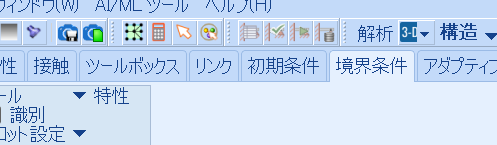 ウィンドウ(W) AI/ML ツール ヘルプ(H)
解析 3-D 構造
性 接触 ツールボックス リンク 初期条件 境界条件 アダプティブ
ール 特性
識別
ロット設定